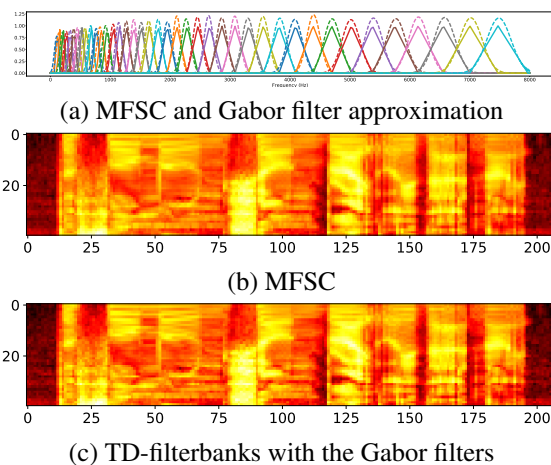 1.25
1.00
0.75
0.50
0.25
0.00
0 1000 2000 3000 4000 5000 6000 7000 8000
Frequency (Hz)
(a) MFSC and Gabor filter approximation
0
20
0 25 50 75 100 125 150 175 200
(b) MFSC
0
20
0 25 50 75 100 125 150 175 200
(c) TD-filterbanks with the Gabor filters